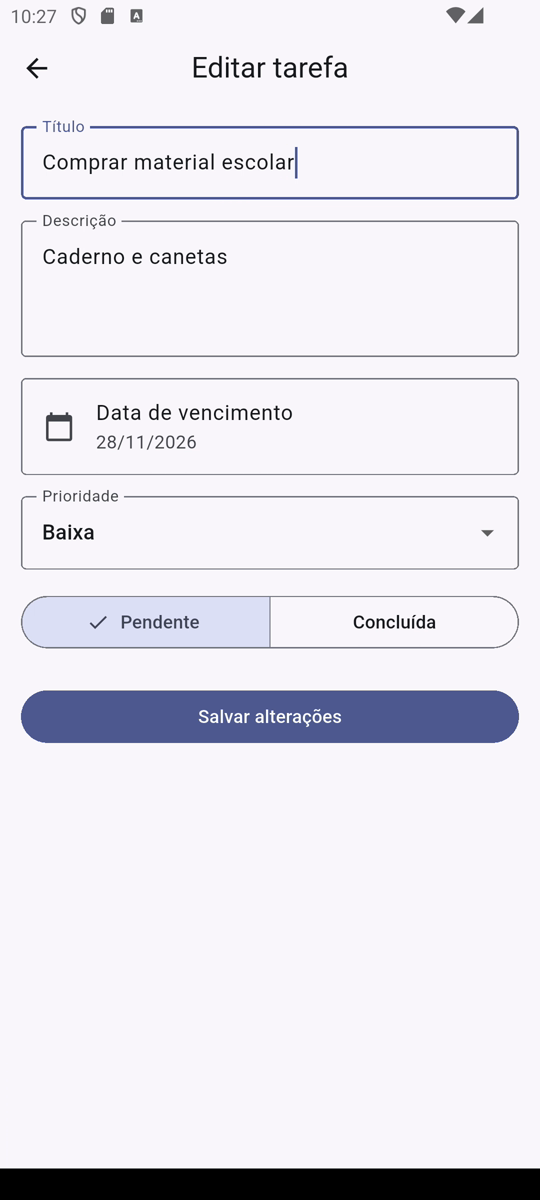 10:27
Editar tarefa
Título
Comprar material escolar
Descrição
Caderno e canetas
Data de vencimento
28/11/2026
Prioridade
Baixa
Pendente
Concluída
Salvar alterações